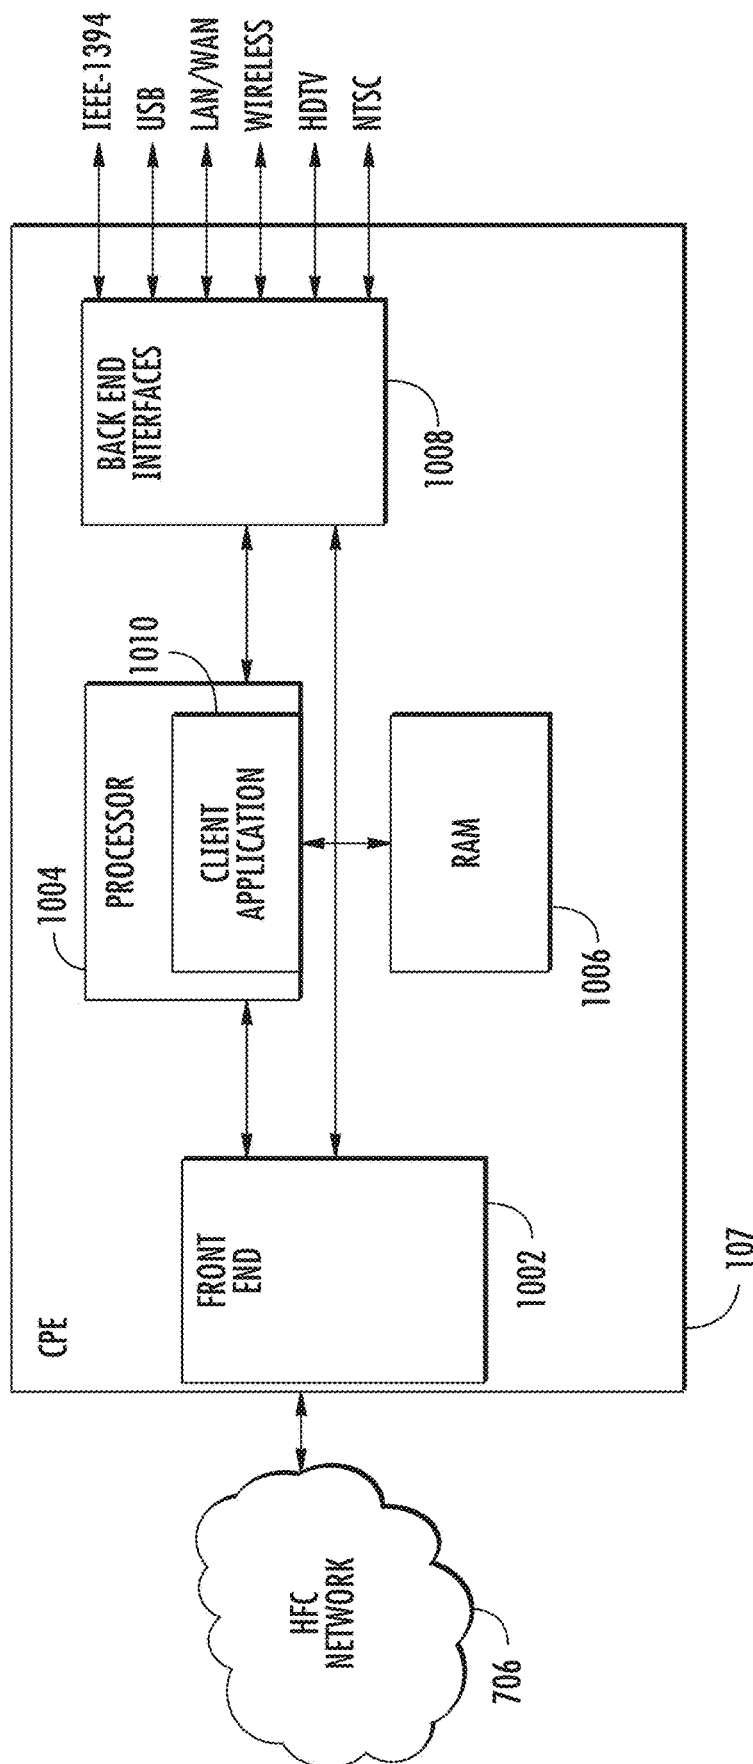 CPE
HFC
NETWORK
706
FRONT
END
1002
1004
PROCESSOR
CLIENT
APPLICATION
1010
RAM
1006
BACK END
INTERFACES
1008
IEEE-1394
USB
LAN/WAN
WIRELESS
HDTV
NTSC
107